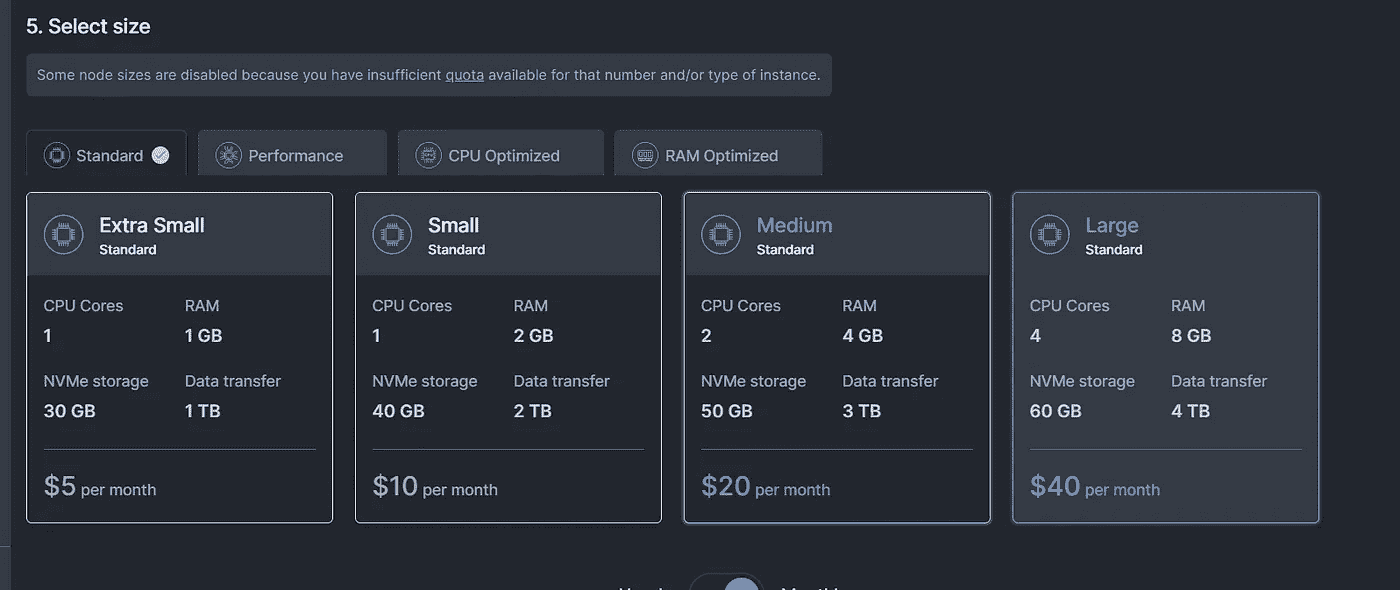 5. Select size
Some node sizes are disabled because you have insufficient quota available for that number and/or type of instance.
Standard
Performance
CPU Optimized
RAM Optimized
Extra Small
Standard
CPU Cores
RAM
1
1 GB
NVMe storage
Data transfer
30 GB
1 TB
$5 per month
Small
Standard
CPU Cores
RAM
1
2 GB
NVMe storage
Data transfer
40 GB
2 TB
$10 per month
Medium
Standard
CPU Cores
RAM
2
4 GB
NVMe storage
Data transfer
50 GB
3 TB
$20 per month
Large
Standard
CPU Cores
RAM
4
8 GB
NVMe storage
Data transfer
60 GB
4 TB
$40 per month